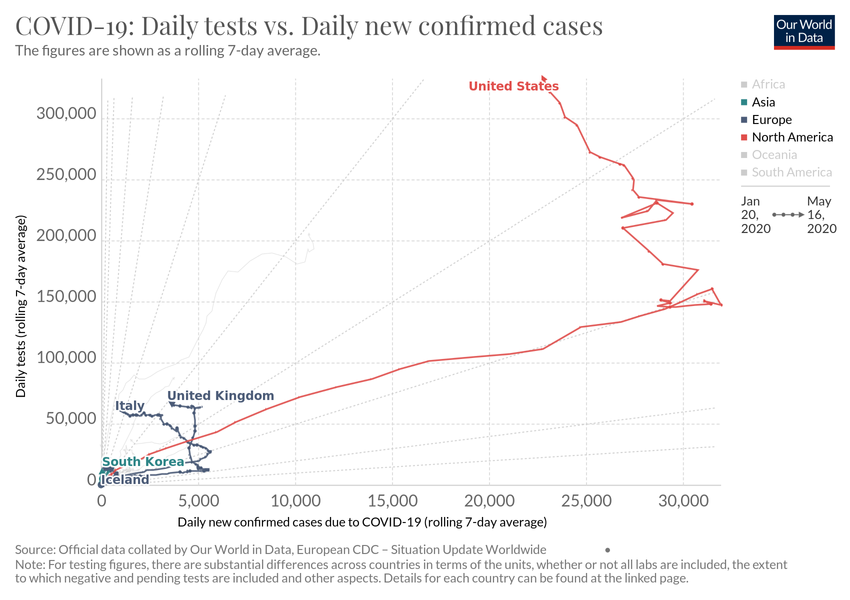 COVID-19: Daily tests vs. Daily new confirmed cases
The figures are shown as a rolling 7-day average.
Our World
in Data
Daily tests (rolling 7-day average)
300,000
250,000
200,000
150,000
100,000
50,000
0
United States
United Kingdom
Italy
South Korea
Iceland
0
5,000
10,000
15,000
20,000
25,000
30,000
Daily new confirmed cases due to COVID-19 (rolling 7-day average)
Africa
Asia
Europe
North America
Oceania
South America
Jan
20,
2020
May
16,
2020
Source: Official data collated by Our World in Data, European CDC – Situation Update Worldwide
Note: For testing figures, there are substantial differences across countries in terms of the units, whether or not all labs are included, the extent
to which negative and pending tests are included and other aspects. Details for each country can be found at the linked page.